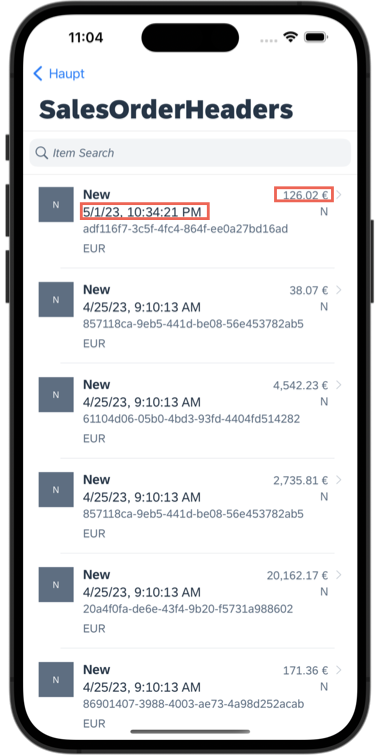 11:04
Haupt
SalesOrderHeaders
Item Search
N
New
126.02 €
5/1/23, 10:34:21 PM
N
adf116f7-3c5f-4fc4-864f-ee0a27bd16ad
EUR
N
New
38.07 €
4/25/23, 9:10:13 AM
N
857118ca-9eb5-441d-be08-56e453782ab5
EUR
N
New
4,542.23 €
4/25/23, 9:10:13 AM
N
61104d06-05b0-4bd3-93fd-4404fd514282
EUR
N
New
2,735.81 €
4/25/23, 9:10:13 AM
N
857118ca-9eb5-441d-be08-56e453782ab5
EUR
N
New
20,162.17 €
4/25/23, 9:10:13 AM
N
20a4f0fa-de6e-43f4-9b20-f5731a988602
EUR
N
New
171.36 €
4/25/23, 9:10:13 AM
N
86901407-3988-4003-ae73-4a98d252acab
EUR